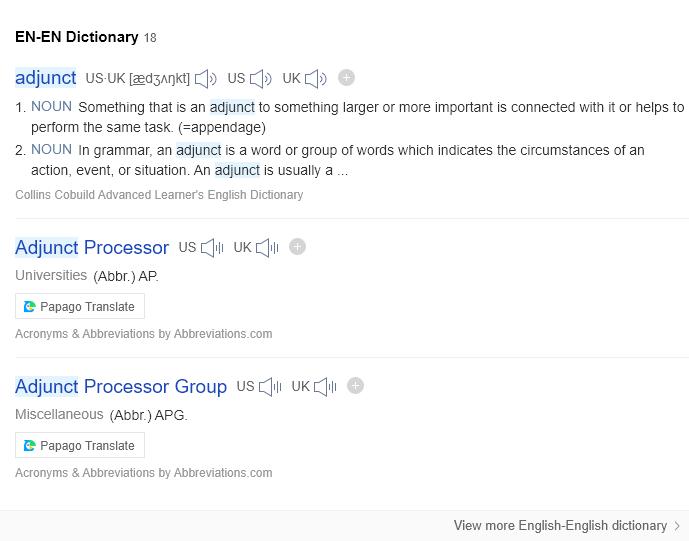 EN-EN Dictionary 18
adjunct US·UK [ædʒʌŋkt] US UK
1. NOUN Something that is an adjunct to something larger or more important is connected with it or helps to
perform the same task. (=appendage)
2. NOUN In grammar, an adjunct is a word or group of words which indicates the circumstances of an
action, event, or situation. An adjunct is usually a ...
Collins Cobuild Advanced Learner's English Dictionary
Adjunct Processor US UK
Universities (Abbr.) AP.
Papago Translate
Acronyms & Abbreviations by Abbreviations.com
Adjunct Processor Group US UK
Miscellaneous (Abbr.) APG.
Papago Translate
Acronyms & Abbreviations by Abbreviations.com
View more English-English dictionary